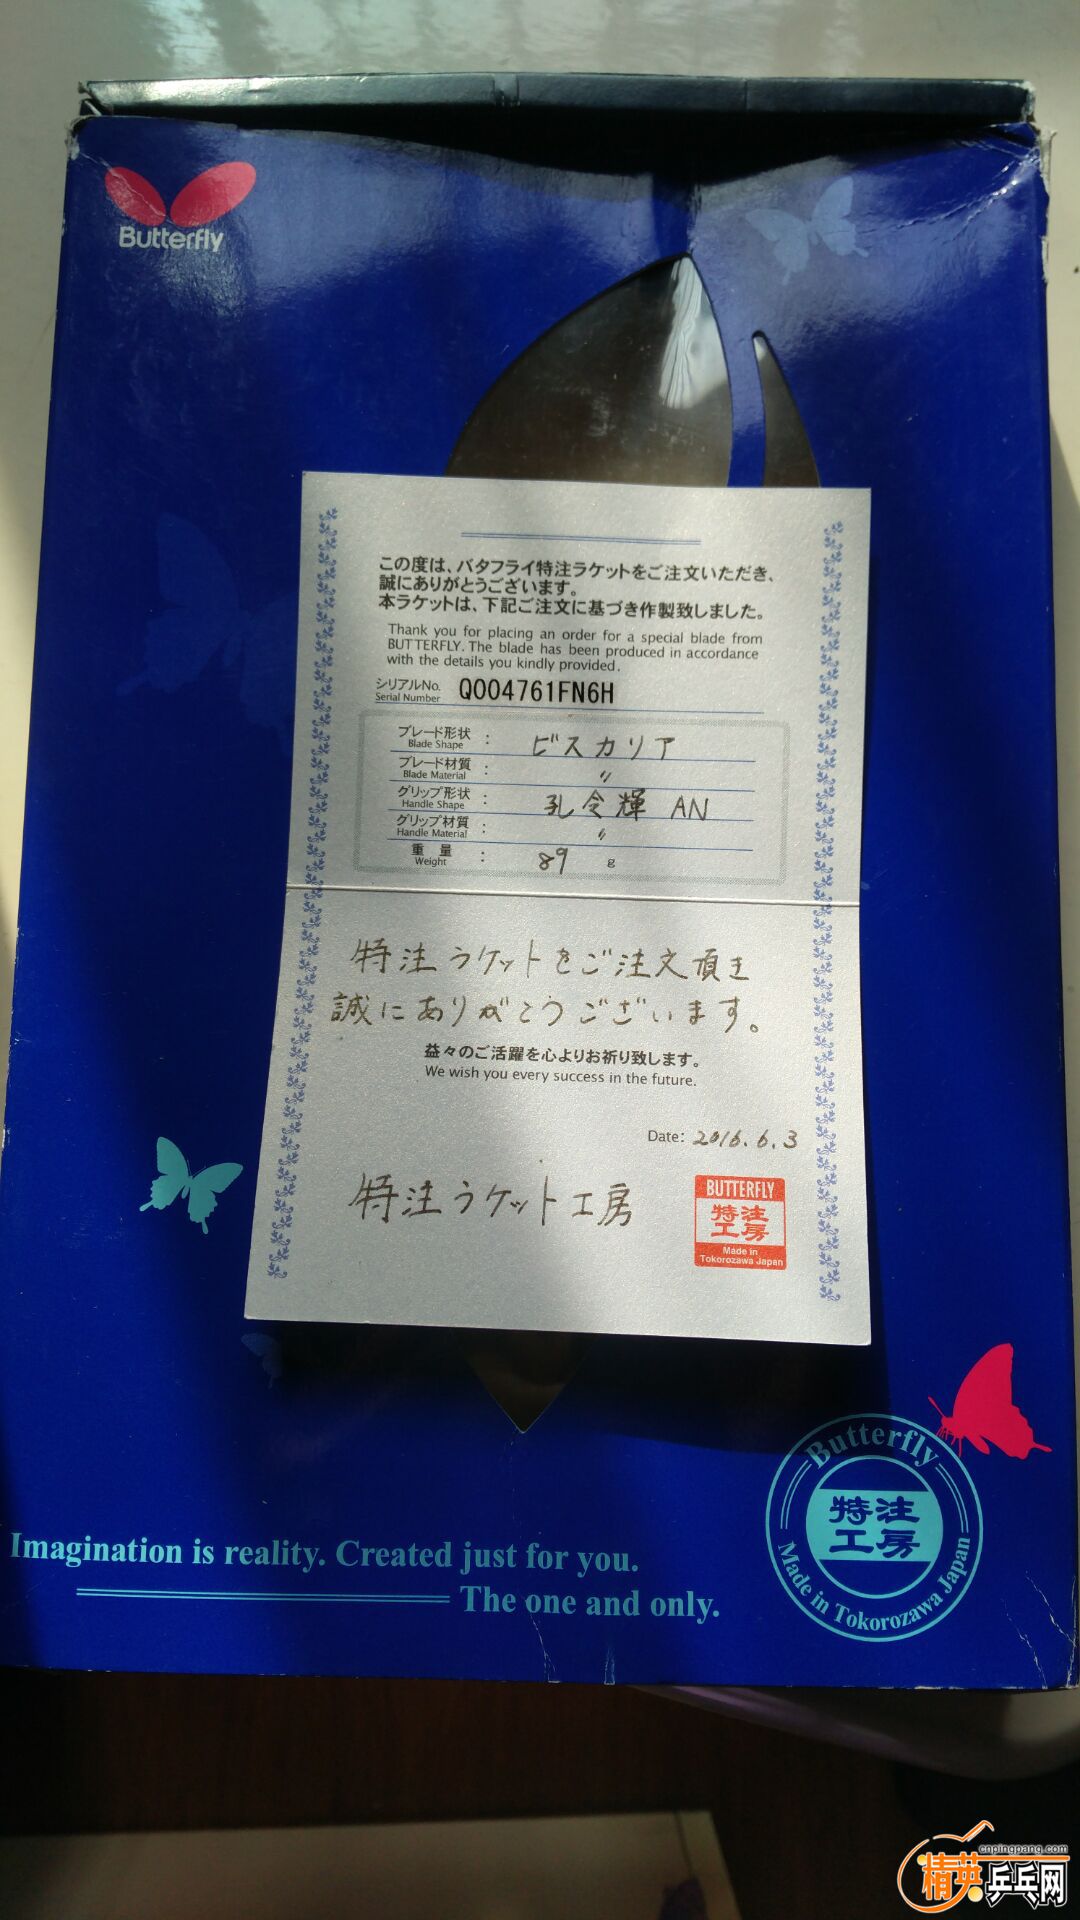 Butterfly
この度は、バタフライ特注ラケットをご注文いただき、
誠にありがとうございます。
本ラケットは、下記ご注文に基づき作製致しました。
Thank you for placing an order for a special blade from
BUTTERFLY. The blade has been produced in accordance
with the details you kindly provided.
シリアルNo. Q004761FN6H
Serial Number
ブレード形状 : ビスカリア
Blade Shape
ブレード材質 : 〃
Blade Material
グリップ形状 : 孔令輝 AN
Handle Shape
グリップ材質 : 〃
Handle Material
重量 : 89 g
Weight
特注ラケットをご注文頂き
誠にありがとうございます。
益々のご活躍を心よりお祈り致します。
We wish you every success in the future.
Date: 2016.6.3
特注ラケット工房
BUTTERFLY
特注
工房
Made in
Tokorozawa Japan
Butterfly
特注
工房
Made in Tokorozawa Japan
Imagination is reality. Created just for you.
The one and only.
cnpingpang.com
精英乒乓网